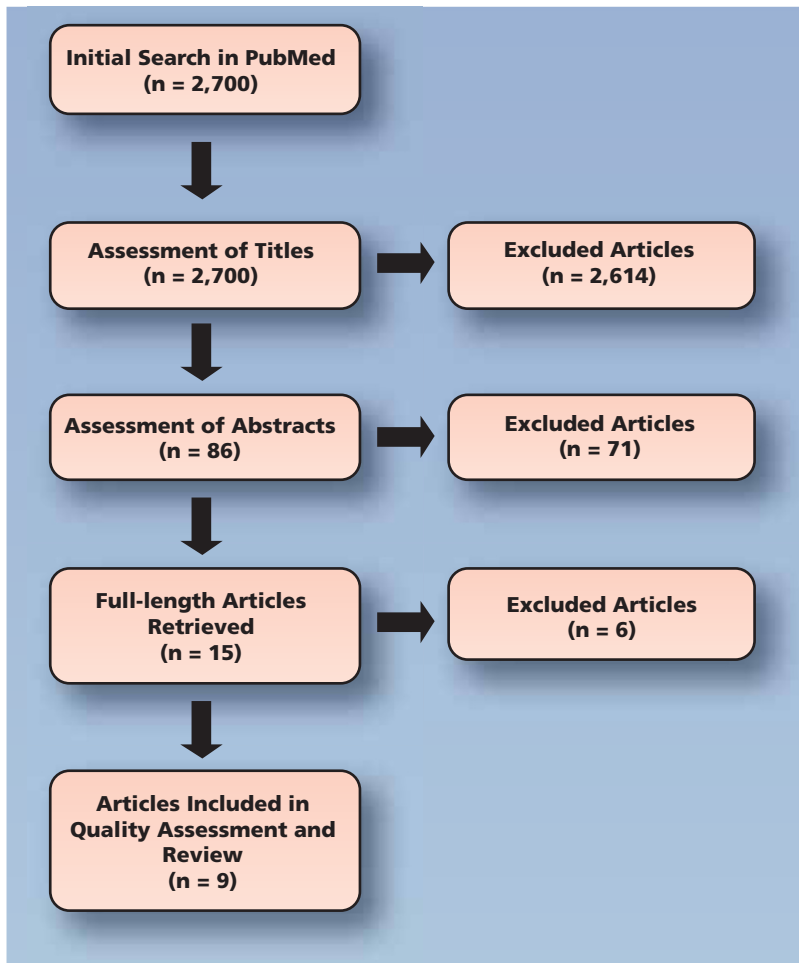 Initial Search in PubMed
(n = 2,700)
Assessment of Titles
(n = 2,700)
Excluded Articles
(n = 2,614)
Assessment of Abstracts
(n = 86)
Excluded Articles
(n = 71)
Full-length Articles
Retrieved
(n = 15)
Excluded Articles
(n = 6)
Articles Included in
Quality Assessment and
Review
(n = 9)